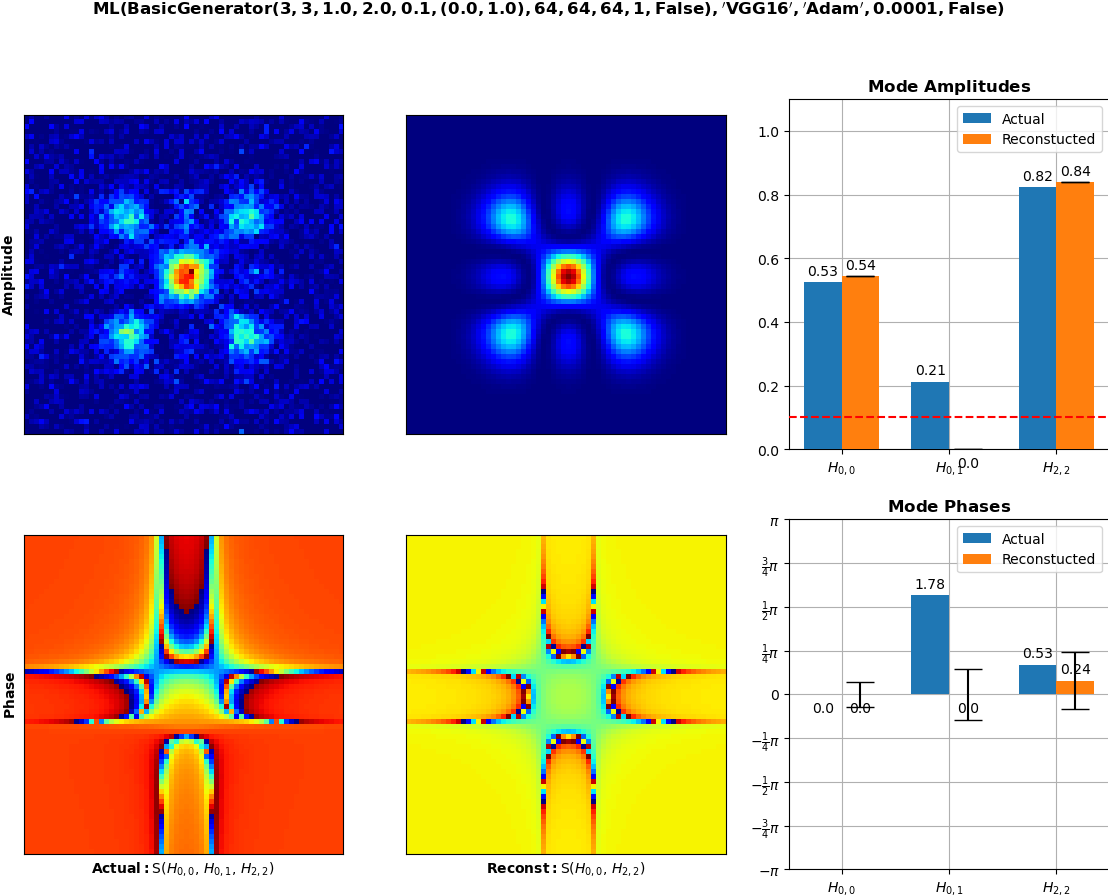 ML(BasicGenerator(3, 3, 1.0, 2.0, 0.1, (0.0, 1.0), 64, 64, 64, 1, False), ′VGG16′, ′Adam′, 0.0001, False)
Amplitude
Mode Amplitudes
Actual
Reconstucted
1.0
0.8
0.6
0.4
0.2
0.0
0.53 0.54
0.21
0.0
0.82 0.84
H0,0 H0,1 H2,2
Phase
Actual: S(H0,0, H0,1, H2,2)
Reconst: S(H0,0, H2,2)
Mode Phases
Actual
Reconstucted
π
3/4π
1/2π
1/4π
0
−1/4π
−1/2π
−3/4π
−π
0.0 0.0
1.78
0.0
0.53
0.24
H0,0 H0,1 H2,2